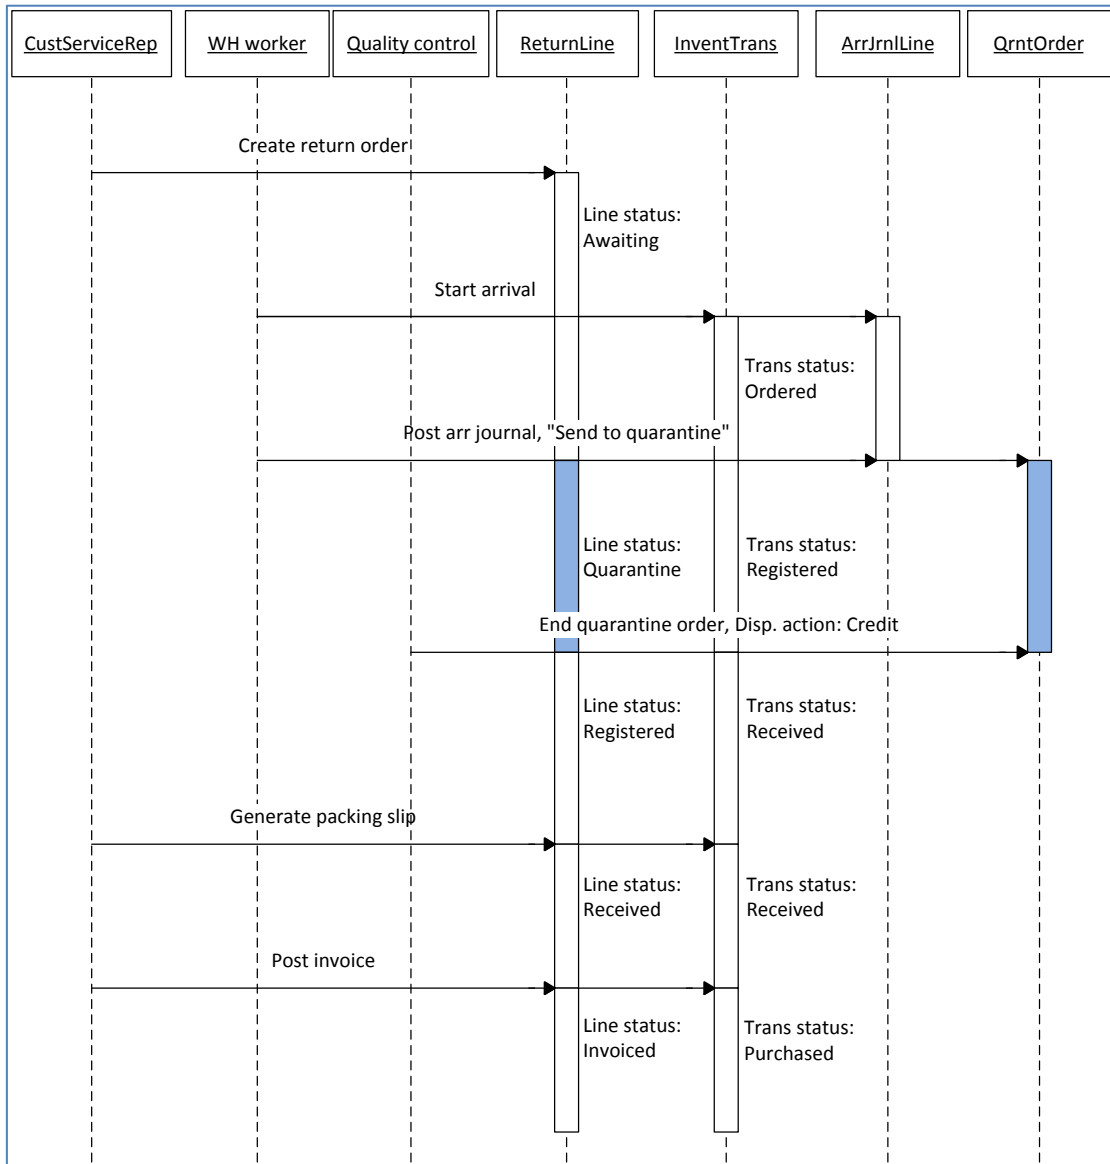 CustServiceRep
WH worker
Quality control
ReturnLine
InventTrans
ArrJrnlLine
QrntOrder
Create return order
Line status:
Awaiting
Start arrival
Trans status:
Ordered
Post arr journal, "Send to quarantine"
Line status:
Quarantine
Trans status:
Registered
End quarantine order, Disp. action: Credit
Line status:
Registered
Trans status:
Received
Generate packing slip
Line status:
Received
Trans status:
Received
Post invoice
Line status:
Invoiced
Trans status:
Purchased